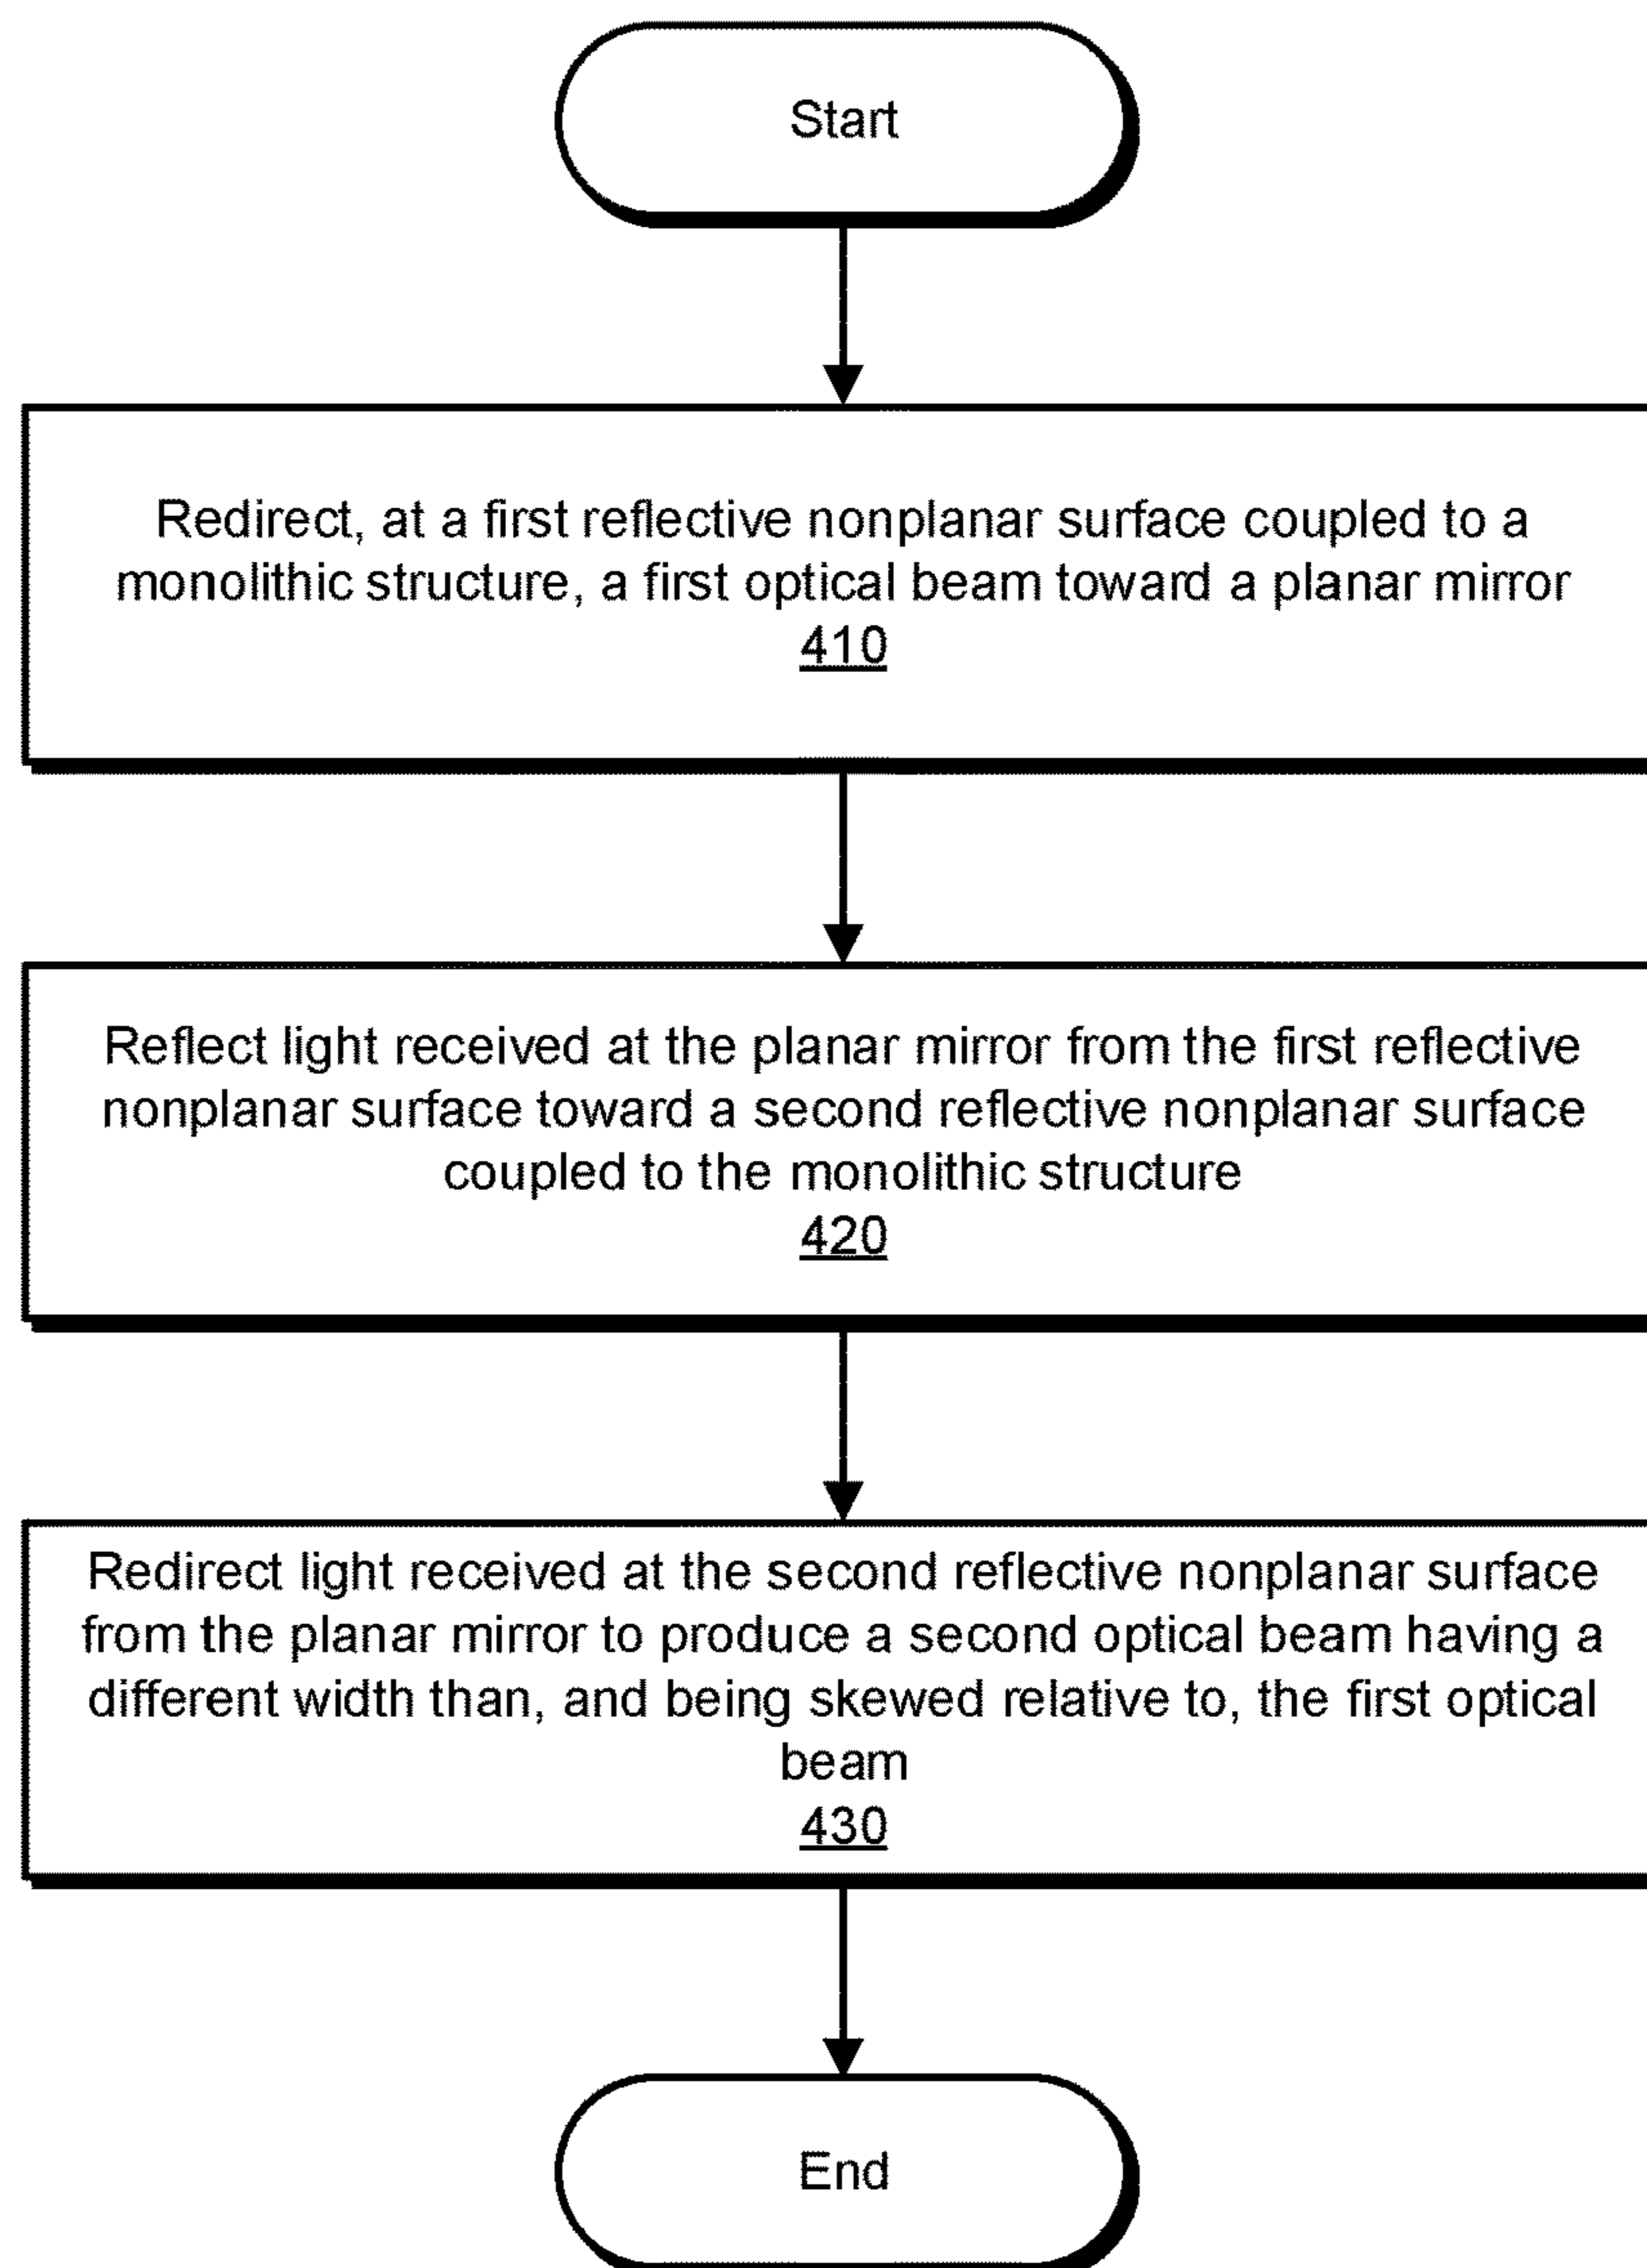 Start
Redirect, at a first reflective nonplanar surface coupled to a
monolithic structure, a first optical beam toward a planar mirror
410
Reflect light received at the planar mirror from the first reflective
nonplanar surface toward a second reflective nonplanar surface
coupled to the monolithic structure
420
Redirect light received at the second reflective nonplanar surface
from the planar mirror to produce a second optical beam having a
different width than, and being skewed relative to, the first optical
beam
430
End